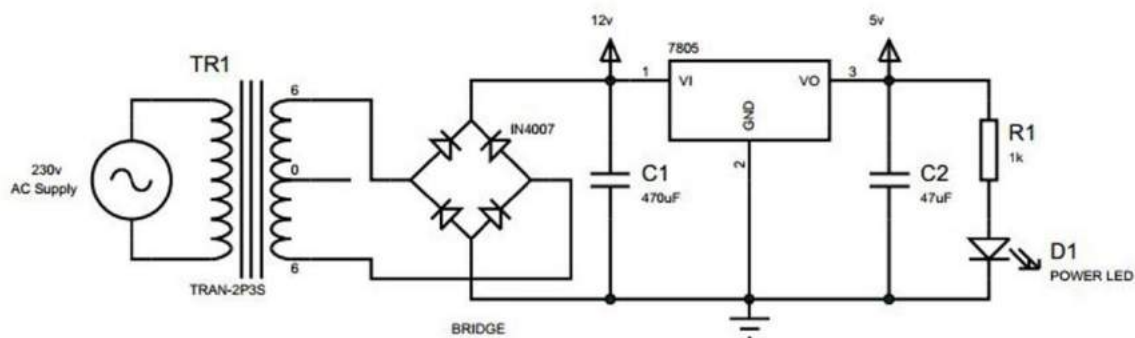 12v
5v
TR1
7805
6
1
VI
VO
3
IN4007
GND
R1
1k
230v
AC Supply
0
C1
470uF
2
C2
47uF
6
D1
POWER LED
TRAN-2P3S
BRIDGE